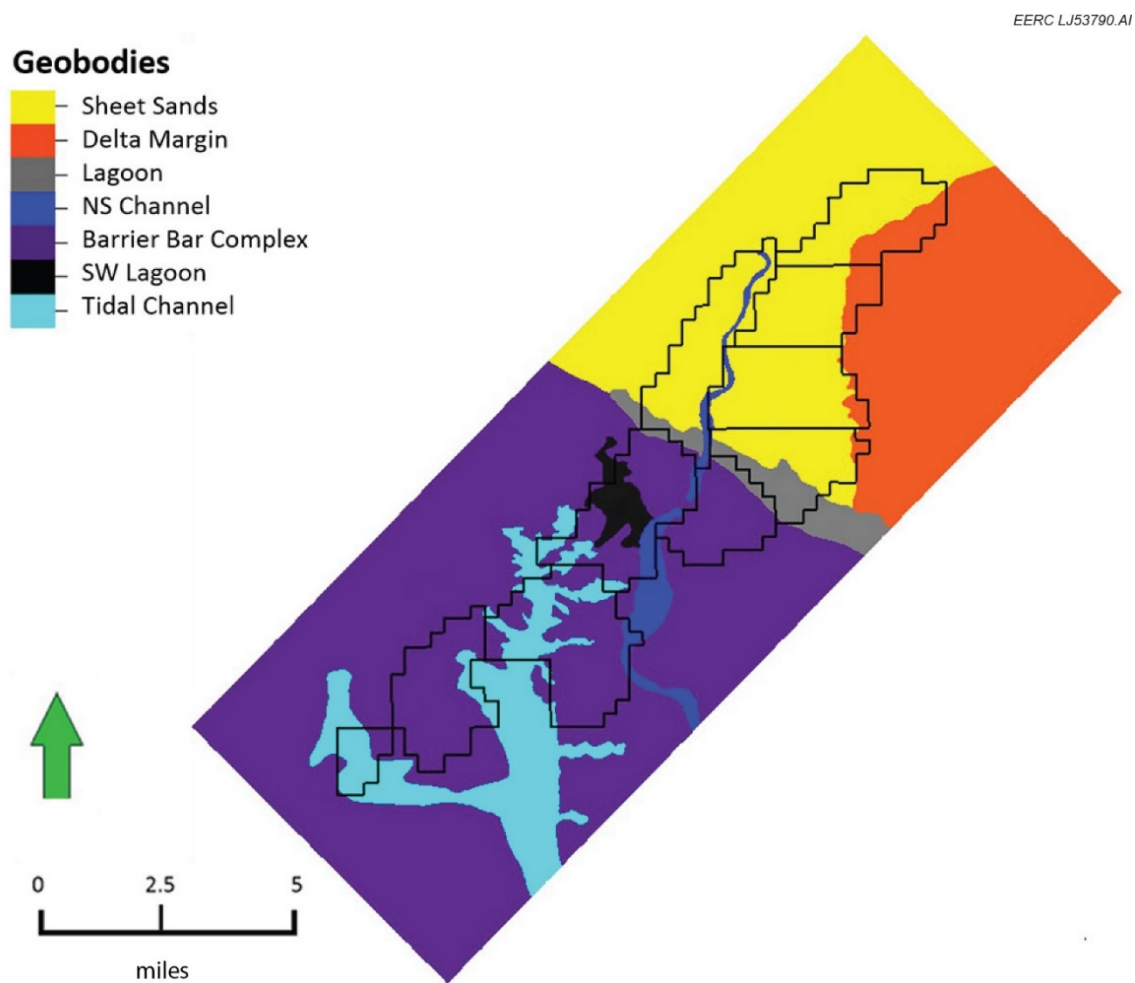 EERC LJ53790.AI
Geobodies
Sheet Sands
Delta Margin
Lagoon
NS Channel
Barrier Bar Complex
SW Lagoon
Tidal Channel
0 2.5 5
miles